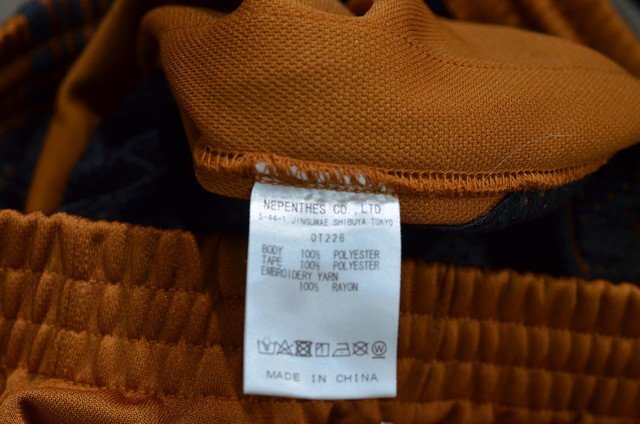 NEPENTHES CO.,LTD
5-44-1 JINGUMAE SHIBUYA TOKYO
OT228
BODY 100% POLYESTER
TAPE 100% POLYESTER
EMBROIDERY YARN
100% RAYON
MADE IN CHINA